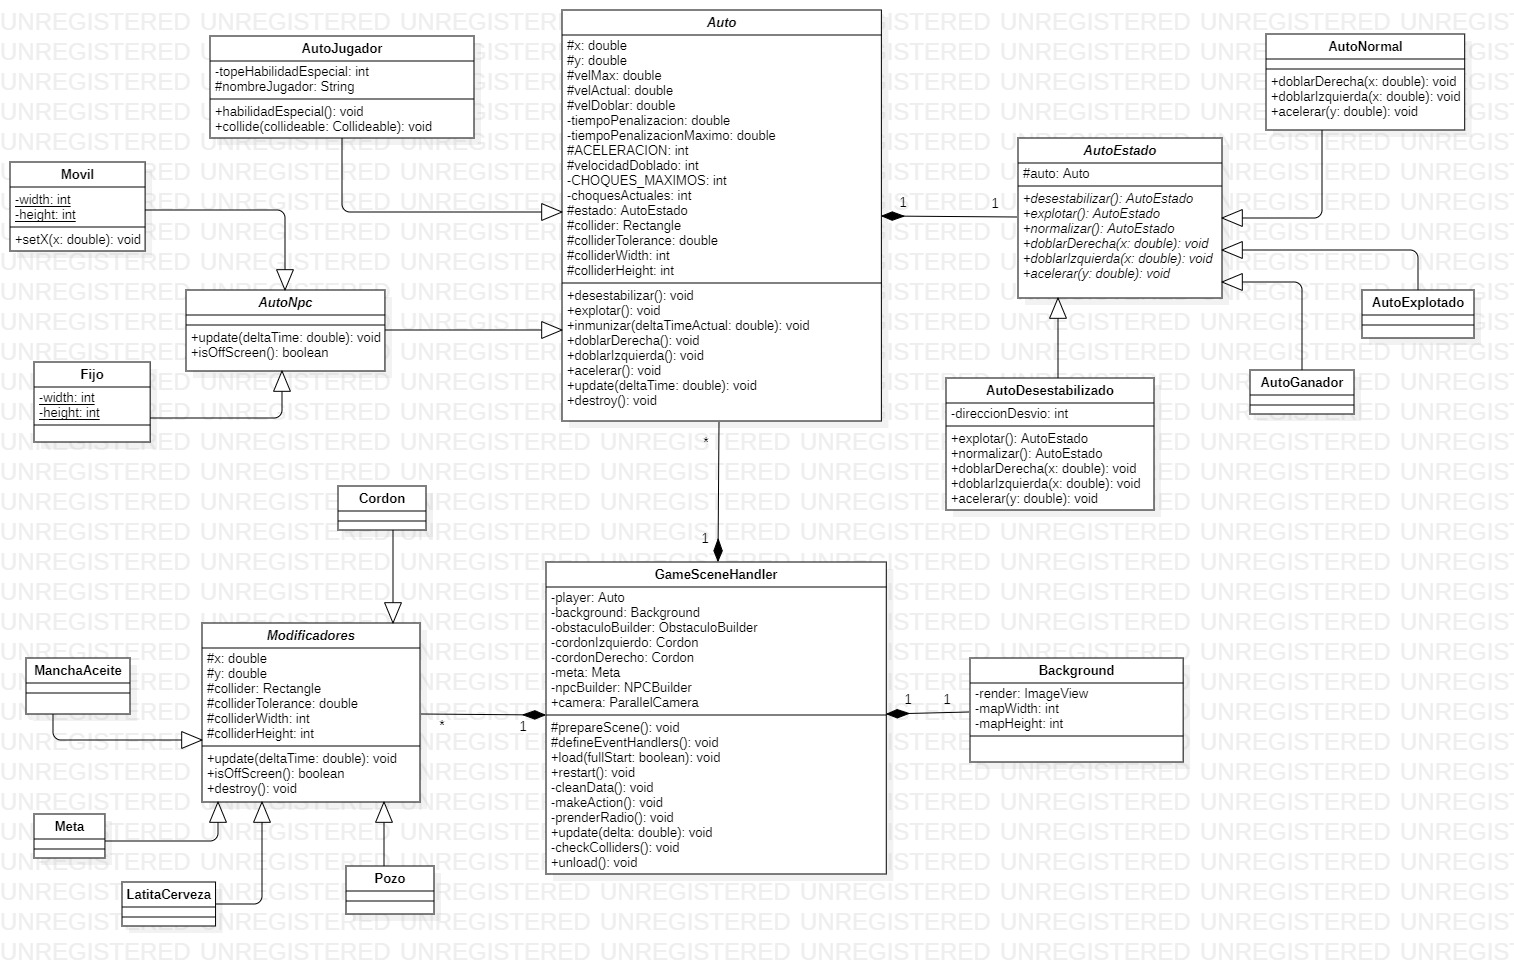 AutoJugador
-topeHabilidadEspecial: int
#nombreJugador: String
+habilidadEspecial(): void
+collide(collideable: Collideable): void
Auto
#x: double
#y: double
#velMax: double
#velActual: double
#velDoblar: double
-tiempoPenalizacion: double
-tiempoPenalizacionMaximo: double
#ACELERACION: int
#velocidadDoblado: int
-CHOQUES_MAXIMOS: int
-choquesActuales: int
#estado: AutoEstado
#collider: Rectangle
#colliderTolerance: double
#colliderWidth: int
#colliderHeight: int
+desestabilizar(): void
+explotar(): void
+inmunizar(deltaTimeActual: double): void
+doblarDerecha(): void
+doblarIzquierda(): void
+acelerar(): void
+update(deltaTime: double): void
+destroy(): void
AutoNormal
+doblarDerecha(x: double): void
+doblarIzquierda(x: double): void
+acelerar(y: double): void
AutoEstado
#auto: Auto
+desestabilizar(): AutoEstado
+explotar(): AutoEstado
+normalizar(): AutoEstado
+doblarDerecha(x: double): void
+doblarIzquierda(x: double): void
+acelerar(y: double): void
1
1
Movil
-width: int
-height: int
+setX(x: double): void
AutoNpc
+update(deltaTime: double): void
+isOffScreen(): boolean
Fijo
-width: int
-height: int
AutoExplotado
AutoGanador
AutoDesestabilizado
-direccionDesvio: int
+explotar(): AutoEstado
+normalizar(): AutoEstado
+doblarDerecha(x: double): void
+doblarIzquierda(x: double): void
+acelerar(y: double): void
*
1
Cordon
GameSceneHandler
-player: Auto
-background: Background
-obstaculoBuilder: ObstaculoBuilder
-cordonIzquierdo: Cordon
-cordonDerecho: Cordon
-meta: Meta
-npcBuilder: NPCBuilder
+camera: ParallelCamera
#prepareScene(): void
#defineEventHandlers(): void
+load(fullStart: boolean): void
+restart(): void
-cleanData(): void
-makeAction(): void
-prenderRadio(): void
+update(delta: double): void
-checkColliders(): void
+unload(): void
Modificadores
#x: double
#y: double
#collider: Rectangle
#colliderTolerance: double
#colliderWidth: int
#colliderHeight: int
+update(deltaTime: double): void
+isOffScreen(): boolean
+destroy(): void
*
1
1
1
Background
-render: ImageView
-mapWidth: int
-mapHeight: int
ManchaAceite
Meta
LatitaCerveza
Pozo